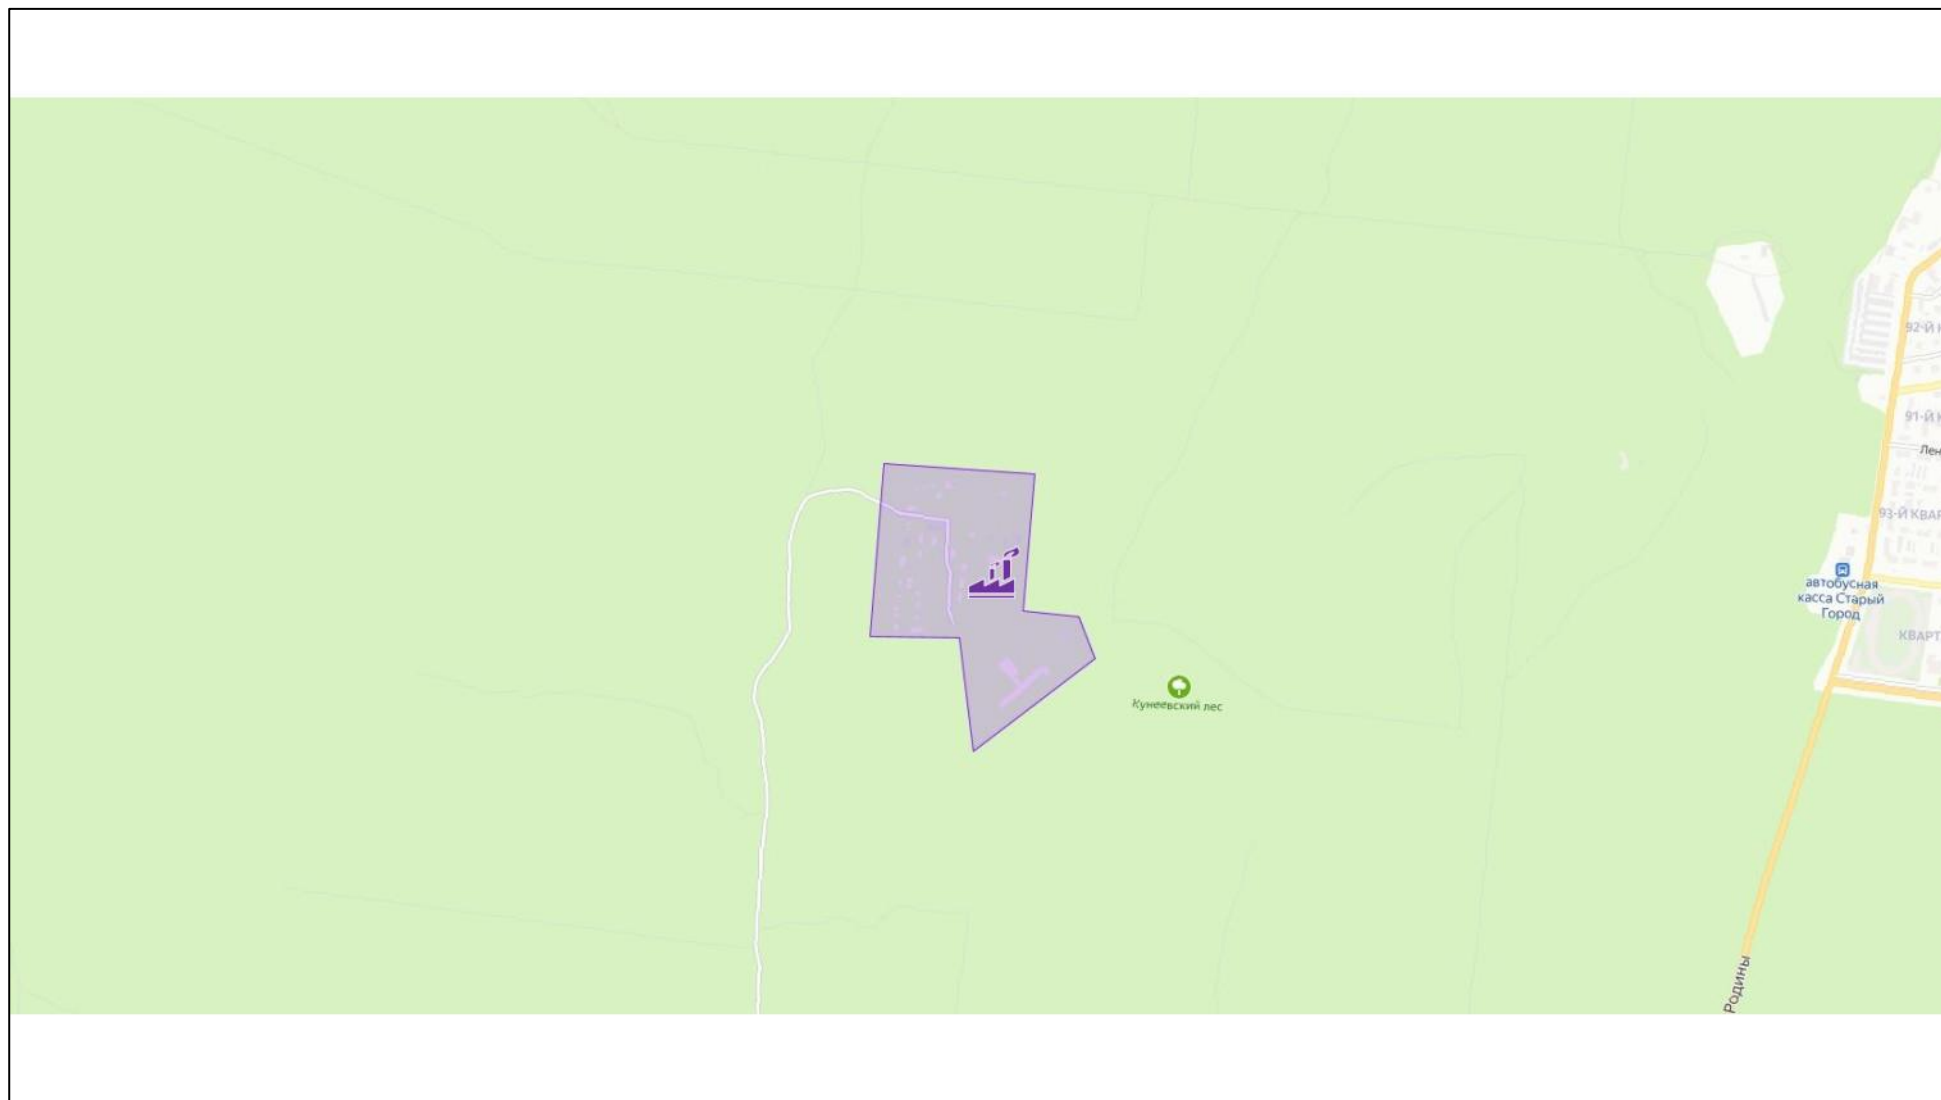 92-Й К
91-Й К
Лен
93-Й КВАР
автобусная
касса Старый
Город
КВАРТ
Кунеевский лес
Родины